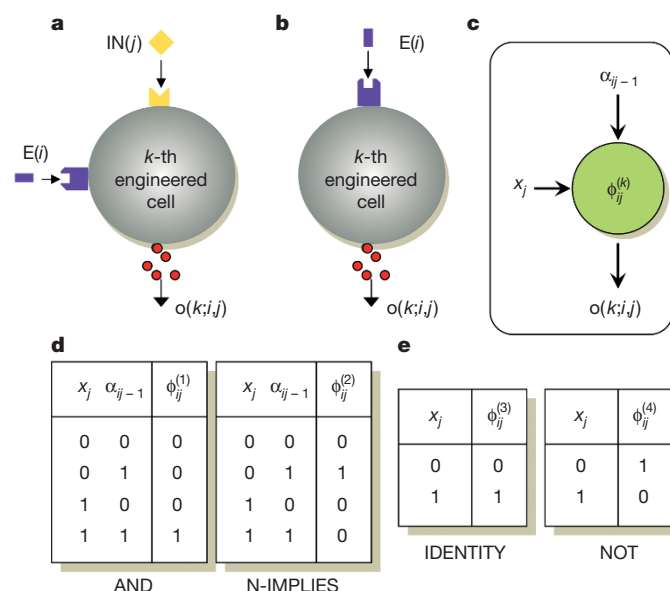 a
IN(j)
E(i)
k-th
engineered
cell
o(k;i,j)
b
E(i)
k-th
engineered
cell
o(k;i,j)
c
αij – 1
xj
ϕij(k)
o(k;i,j)
d
xj αij – 1 ϕij(1)
0 0 0
0 1 0
1 0 0
1 1 1
AND
xj αij – 1 ϕij(2)
0 0 0
0 1 1
1 0 0
1 1 0
N-IMPLIES
e
xj ϕij(3)
0 0
1 1
IDENTITY
xj ϕij(4)
0 1
1 0
NOT